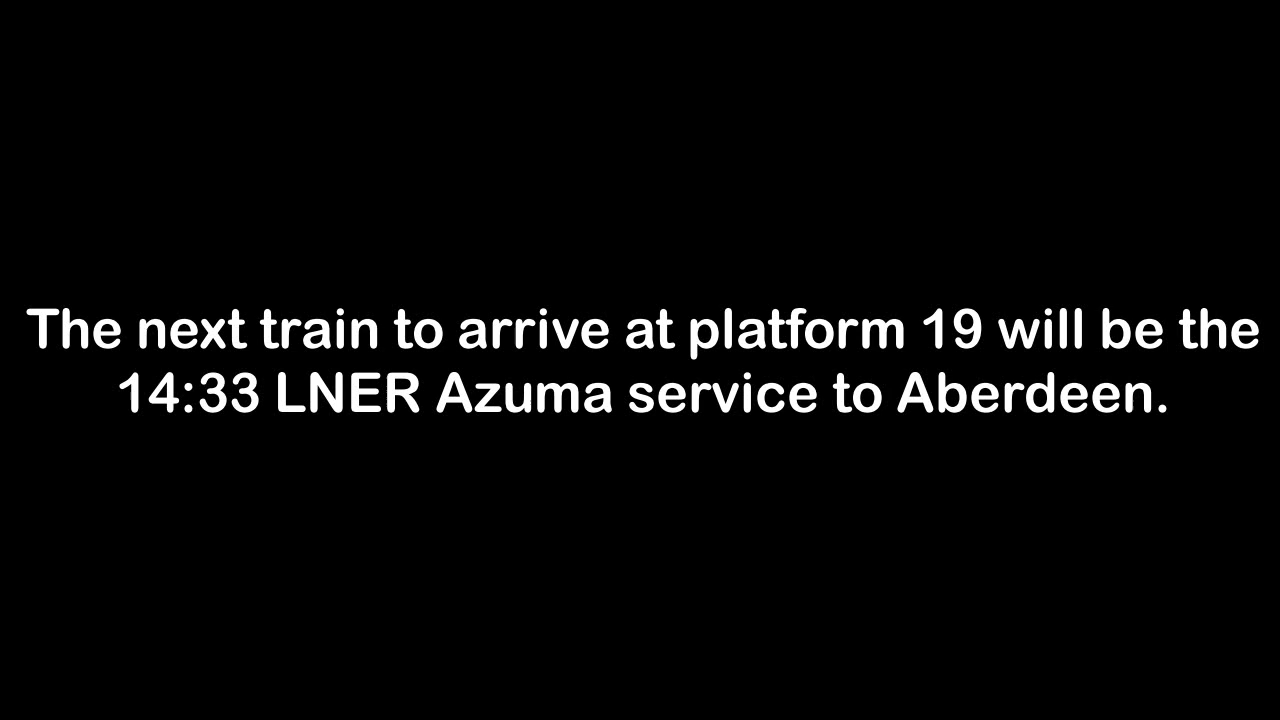 The next train to arrive at platform 19 will be the
14:33 LNER Azuma service to Aberdeen.